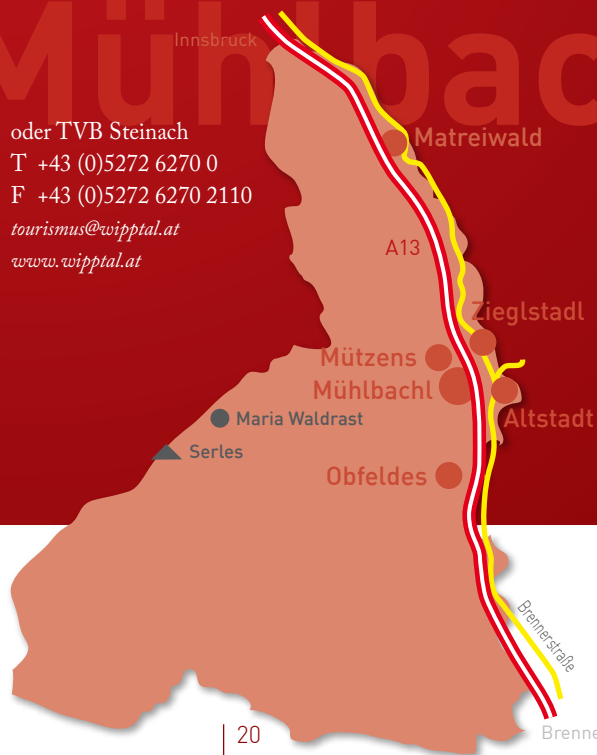 Mühlbac
Innsbruck
oder TVB Steinach
T +43 (0)5272 6270 0
F +43 (0)5272 6270 2110
tourismus@wipptal.at
www.wipptal.at
Matreiwald
A13
Zieglstadl
Mützens
Mühlbachl
Altstadt
Maria Waldrast
Serles
Obfeldes
Brennerstraße
Brenne
20